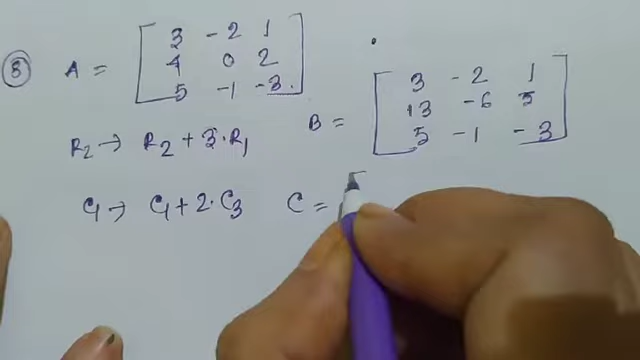 8 A = [ 3 -2 1
4 0 2
5 -1 -3 ]
R2 → R2 + 3·R1
B = [ 3 -2 1
13 -6 5
5 -1 -3 ]
C1 → C1 + 2·C3
C =